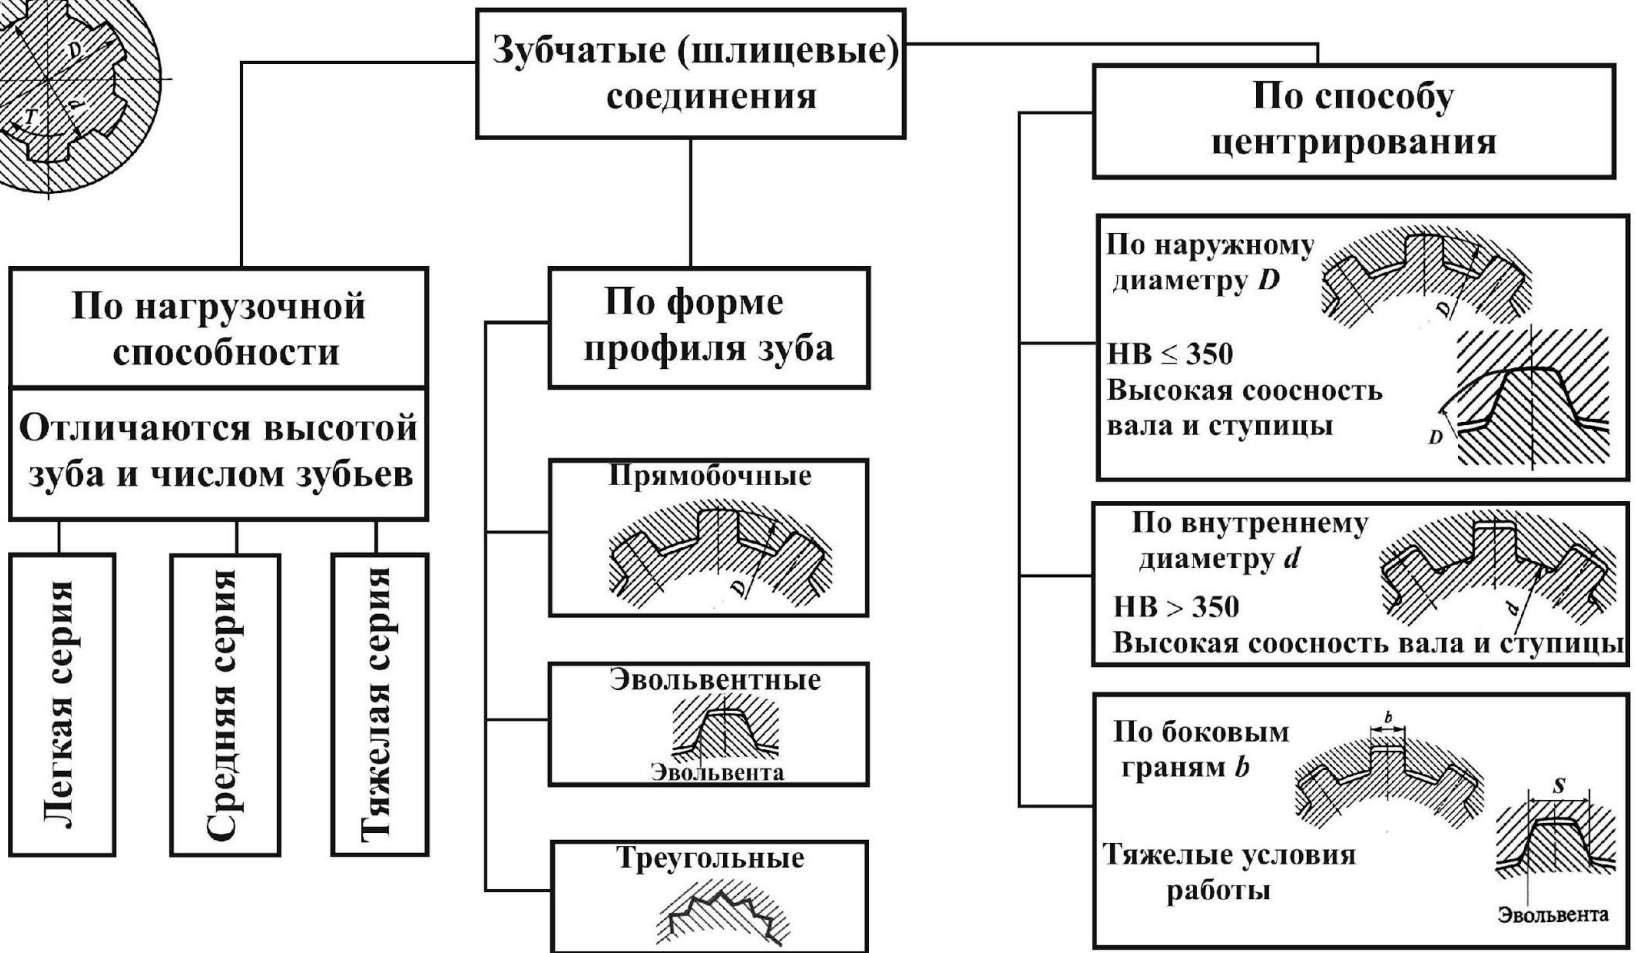 D
d
T
Зубчатые (шлицевые)
соединения
По нагрузочной
способности
Отличаются высотой
зуба и числом зубьев
Легкая серия
Средняя серия
Тяжелая серия
По форме
профиля зуба
Прямобочные
D
Эвольвентные
Эвольвента
Треугольные
По способу
центрирования
По наружному
диаметру D
D
HB ≤ 350
Высокая соосность
вала и ступицы
D
По внутреннему
диаметру d
d
HB > 350
Высокая соосность вала и ступицы
По боковым
граням b
b
S
Тяжелые условия
работы
Эвольвента